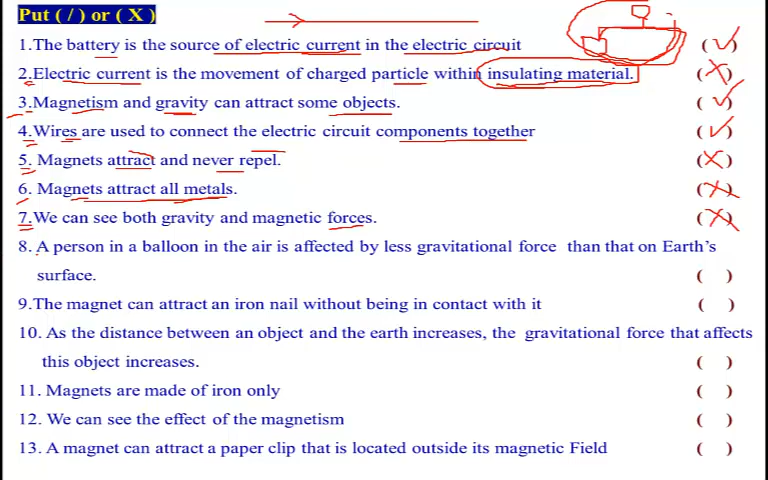 Put ( / ) or ( X )
1.The battery is the source of electric current in the electric circuit (✓)
2.Electric current is the movement of charged particle within insulating material. (X)
3.Magnetism and gravity can attract some objects. (✓)
4.Wires are used to connect the electric circuit components together (✓)
5. Magnets attract and never repel. (X)
6. Magnets attract all metals. (X)
7.We can see both gravity and magnetic forces. (X)
8. A person in a balloon in the air is affected by less gravitational force than that on Earth's
surface. ( )
9.The magnet can attract an iron nail without being in contact with it ( )
10. As the distance between an object and the earth increases, the gravitational force that affects
this object increases. ( )
11. Magnets are made of iron only ( )
12. We can see the effect of the magnetism ( )
13. A magnet can attract a paper clip that is located outside its magnetic Field ( )